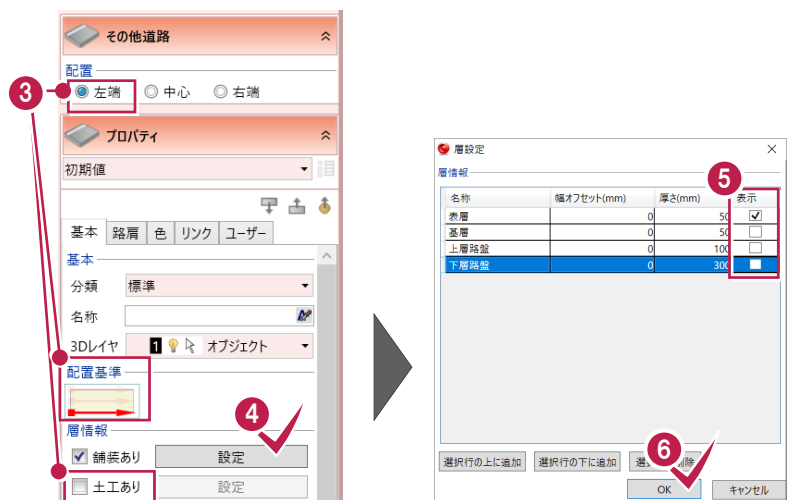 その他道路
配置
3
左端 中心 右端
プロパティ
初期値
基本 路肩 色 リンク ユーザー
基本
分類 標準
名称
3Dレイヤ 1 オブジェクト
配置基準
4
層情報
舗装あり 設定
土工あり 設定
層設定
層情報
5
名称 幅オフセット(mm) 厚さ(mm) 表示
表層 0 50
基層 0 50
上層路盤 0 100
下層路盤 0 300
6
選択行の上に追加 選択行の下に追加 選 削除
OK キャンセル